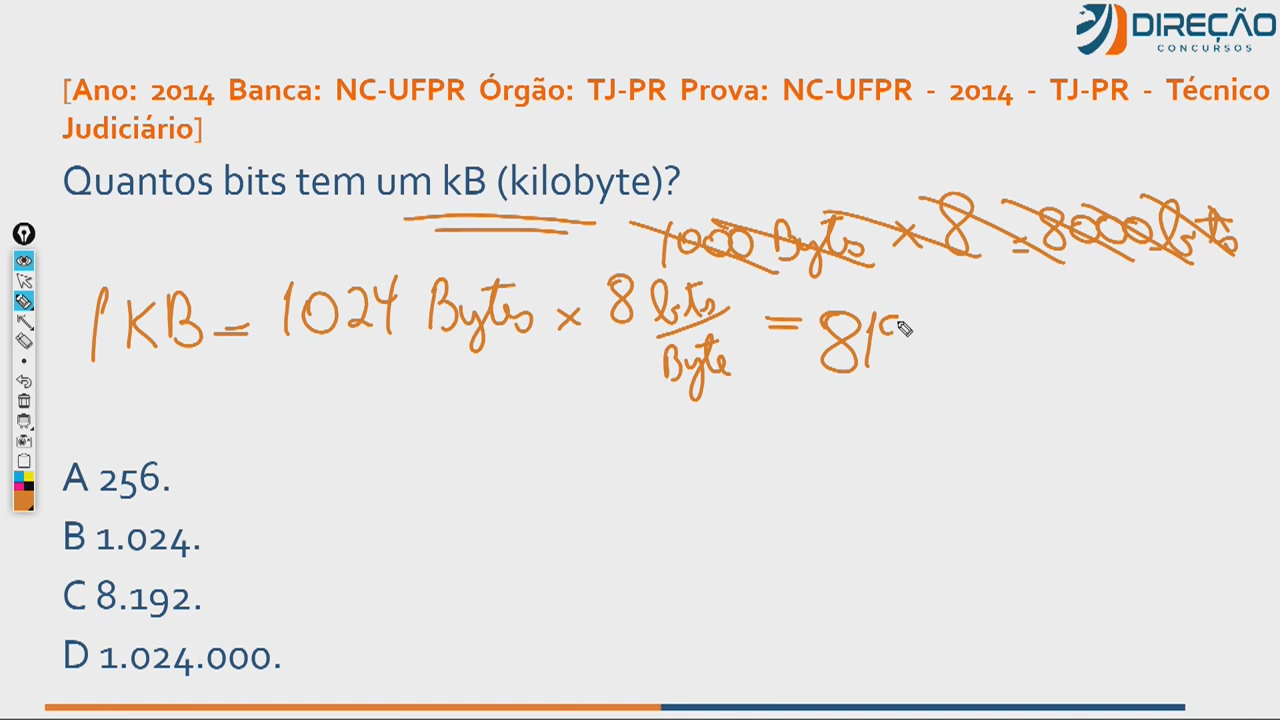 DIREÇÃO
CONCURSOS
[Ano: 2014 Banca: NC-UFPR Órgão: TJ-PR Prova: NC-UFPR - 2014 - TJ-PR - Técnico
Judiciário]
Quantos bits tem um kB (kilobyte)?
1000 Byts × 8 = 8000 bits
1 KB = 1024 Bytes × 8 bits/Byte = 819
A 256.
B 1.024.
C 8.192.
D 1.024.000.